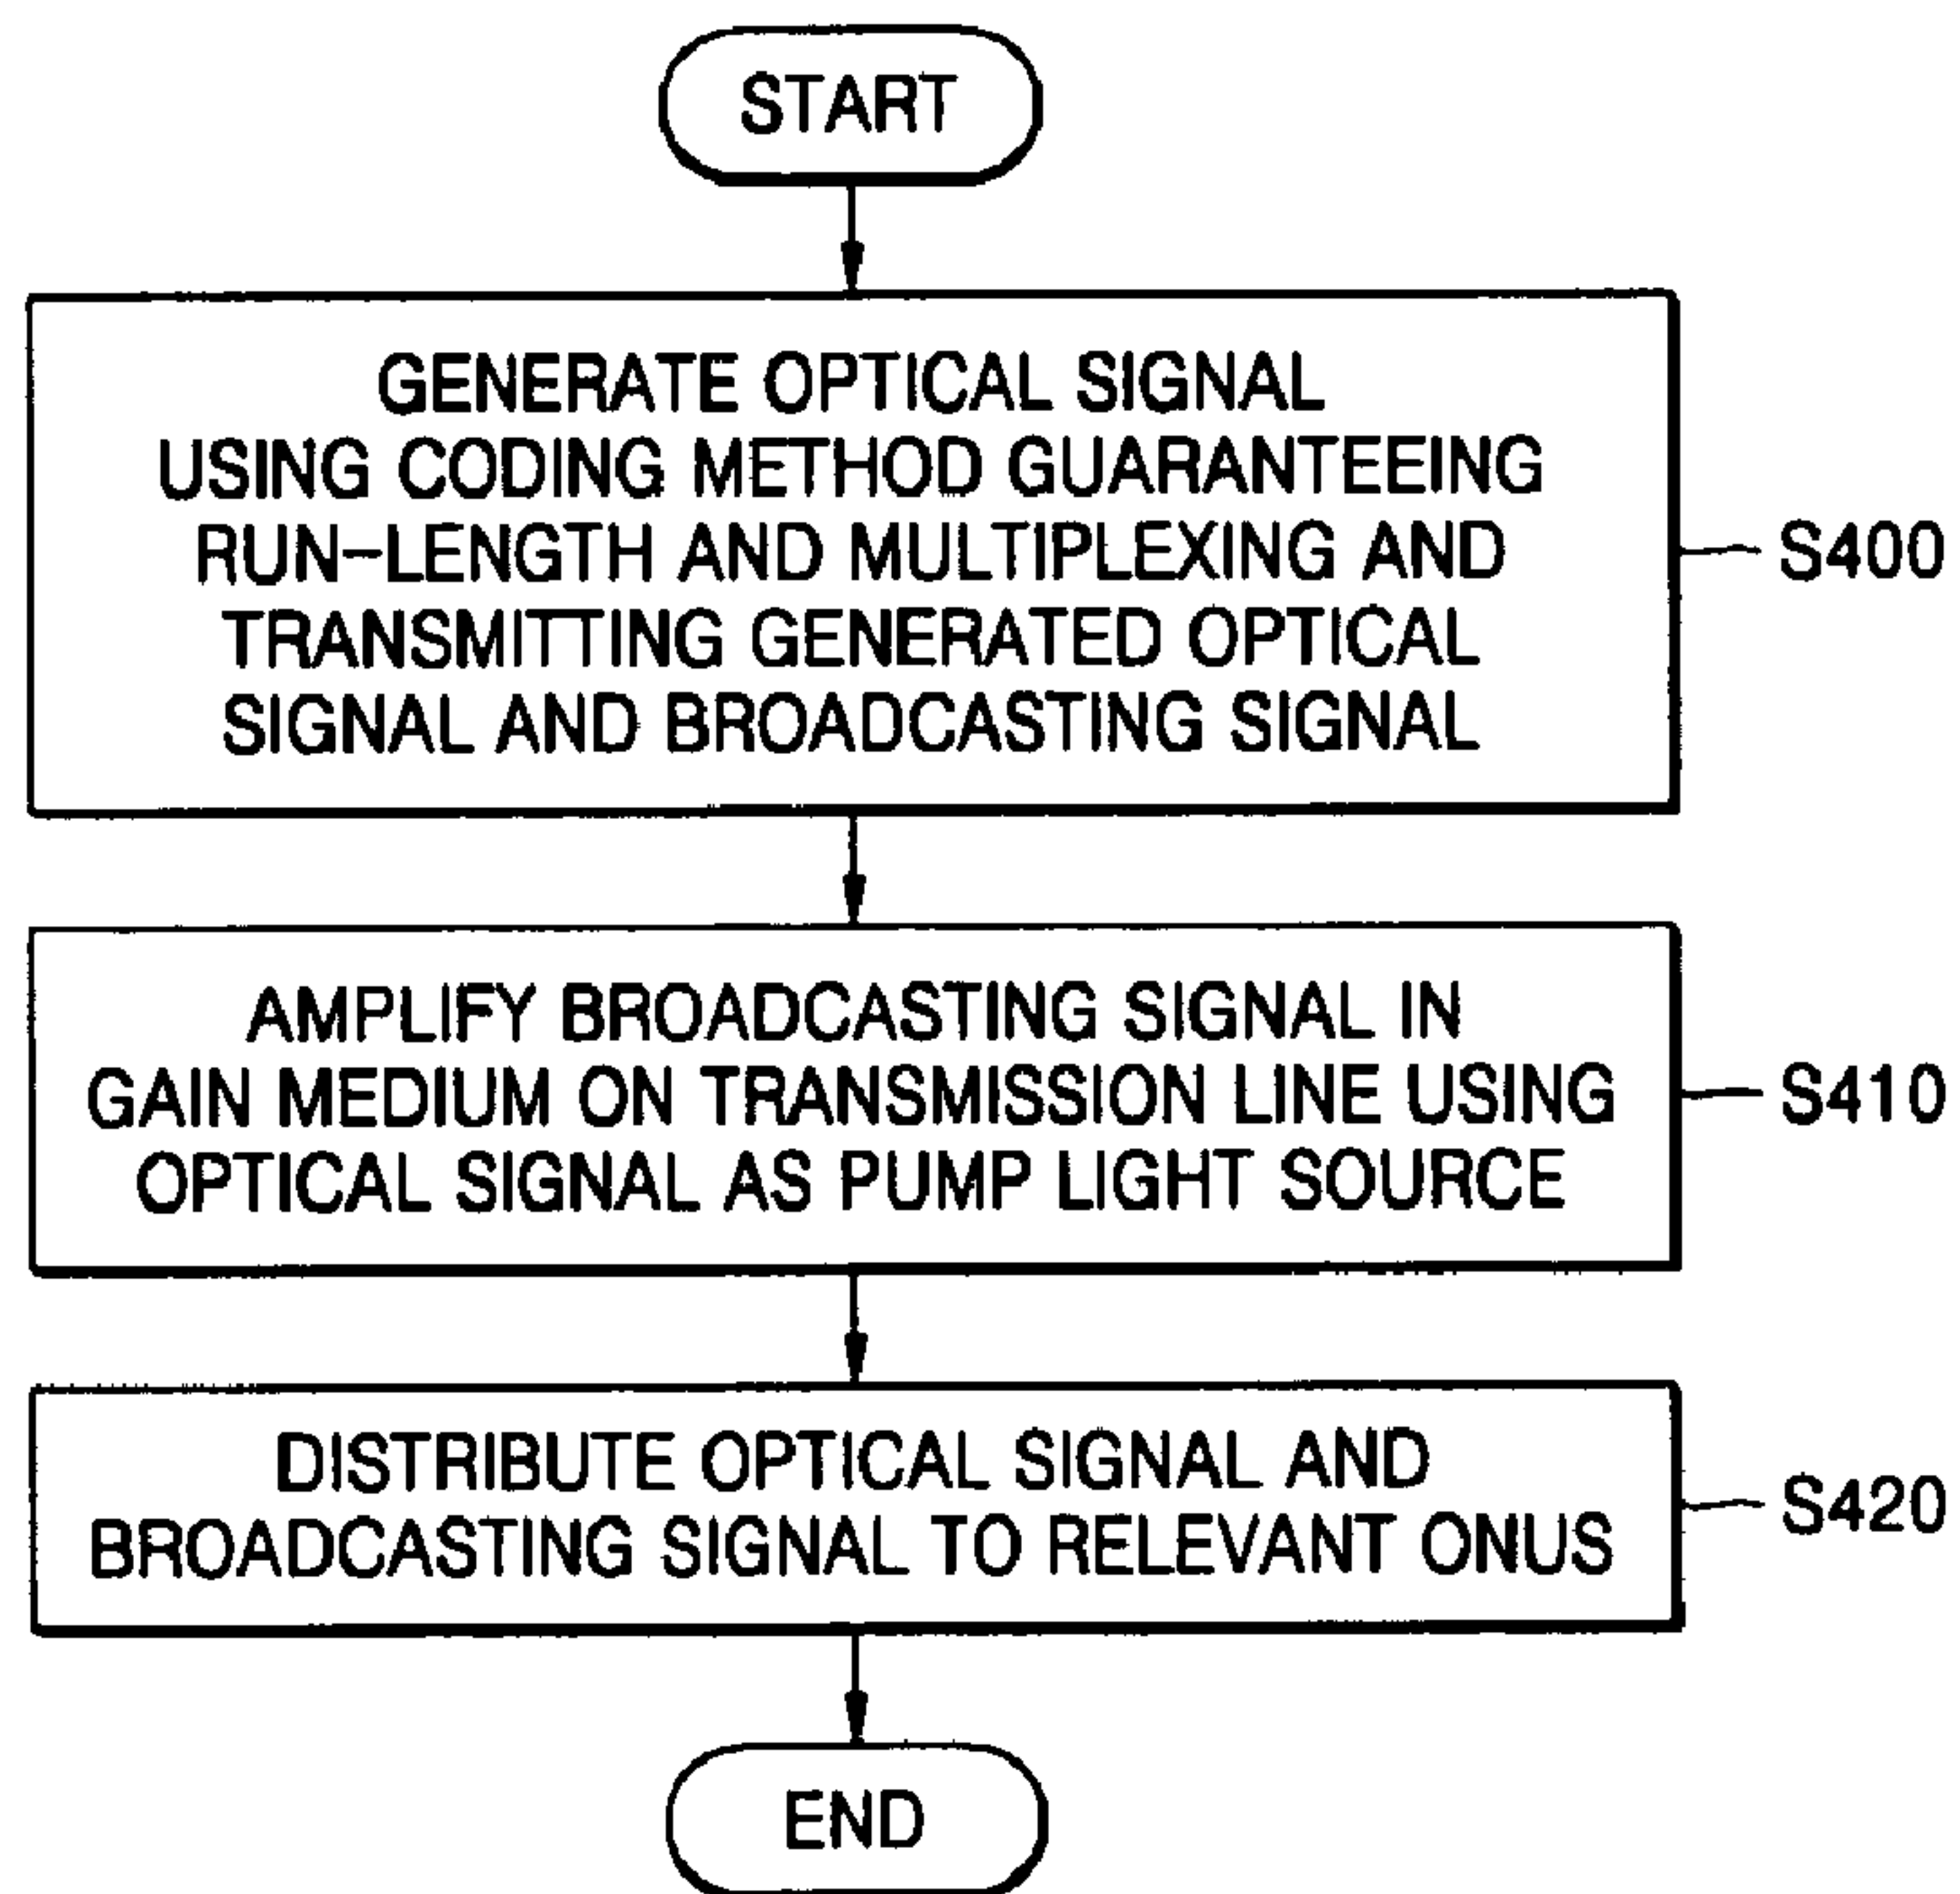 START
GENERATE OPTICAL SIGNAL
USING CODING METHOD GUARANTEEING
RUN-LENGTH AND MULTIPLEXING AND
TRANSMITTING GENERATED OPTICAL
SIGNAL AND BROADCASTING SIGNAL
S400
AMPLIFY BROADCASTING SIGNAL IN
GAIN MEDIUM ON TRANSMISSION LINE USING
OPTICAL SIGNAL AS PUMP LIGHT SOURCE
S410
DISTRIBUTE OPTICAL SIGNAL AND
BROADCASTING SIGNAL TO RELEVANT ONUS
S420
END